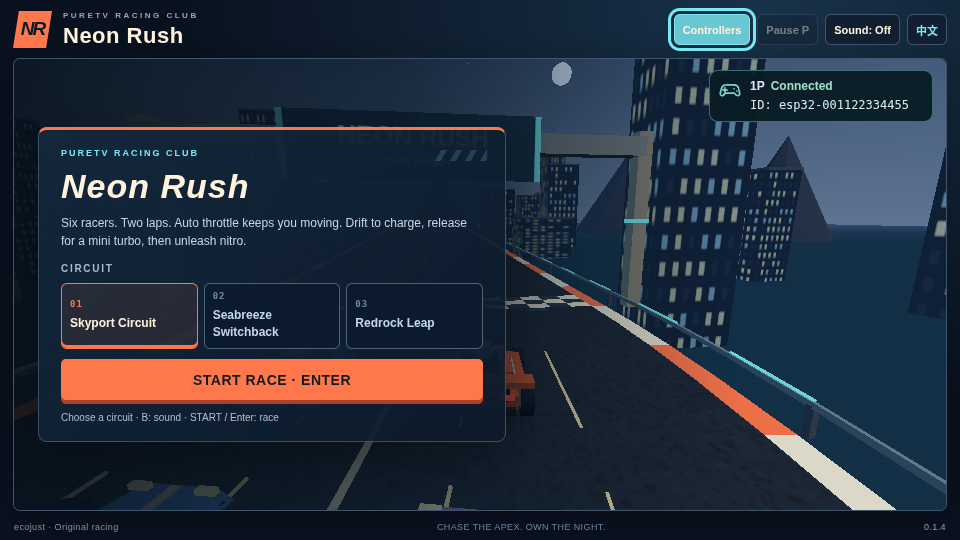 NR
PURETV RACING CLUB
Neon Rush
Controllers
Pause P
Sound: Off
中文
1P Connected
ID: esp32-001122334455
NEON RUSH
PURETV RACING CLUB
Neon Rush
Six racers. Two laps. Auto throttle keeps you moving. Drift to charge, release
for a mini turbo, then unleash nitro.
CIRCUIT
01
Skyport Circuit
02
Seabreeze
Switchback
03
Redrock Leap
START RACE · ENTER
Choose a circuit · B: sound · START / Enter: race
ecojust · Original racing
CHASE THE APEX. OWN THE NIGHT.
0.1.4